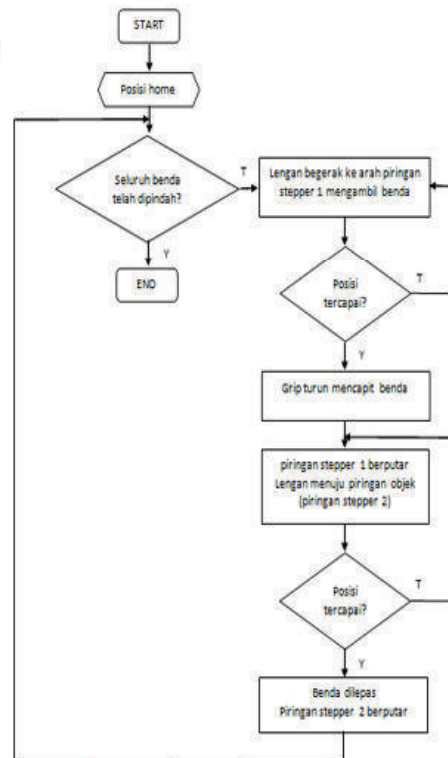 START
Posisi home
Seluruh benda
telah dipindah?
T
Y
END
Lengan begerak ke arah piringan
stepper 1 mengambil benda
Posisi
tercapai?
T
Y
Grip turun mencapit benda
piringan stepper 1 berputar
Lengan menuju piringan objek
(piringan stepper 2)
Posisi
tercapai?
T
Y
Benda dilepas
Piringan stepper 2 berputar